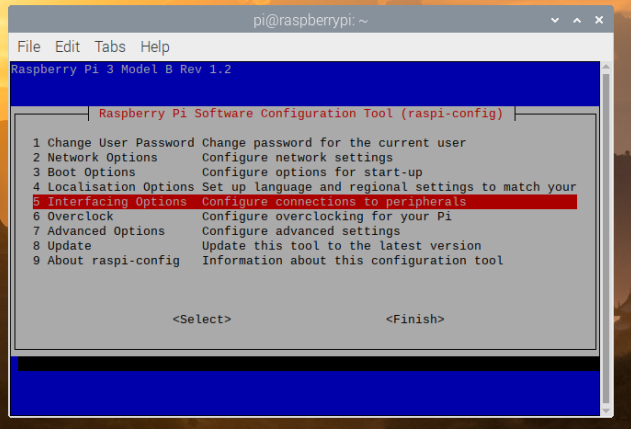 pi@raspberrypi: ~
File Edit Tabs Help
Raspberry Pi 3 Model B Rev 1.2
Raspberry Pi Software Configuration Tool (raspi-config)
1 Change User Password Change password for the current user
2 Network Options Configure network settings
3 Boot Options Configure options for start-up
4 Localisation Options Set up language and regional settings to match your
5 Interfacing Options Configure connections to peripherals
6 Overclock Configure overclocking for your Pi
7 Advanced Options Configure advanced settings
8 Update Update this tool to the latest version
9 About raspi-config Information about this configuration tool
<Select> <Finish>